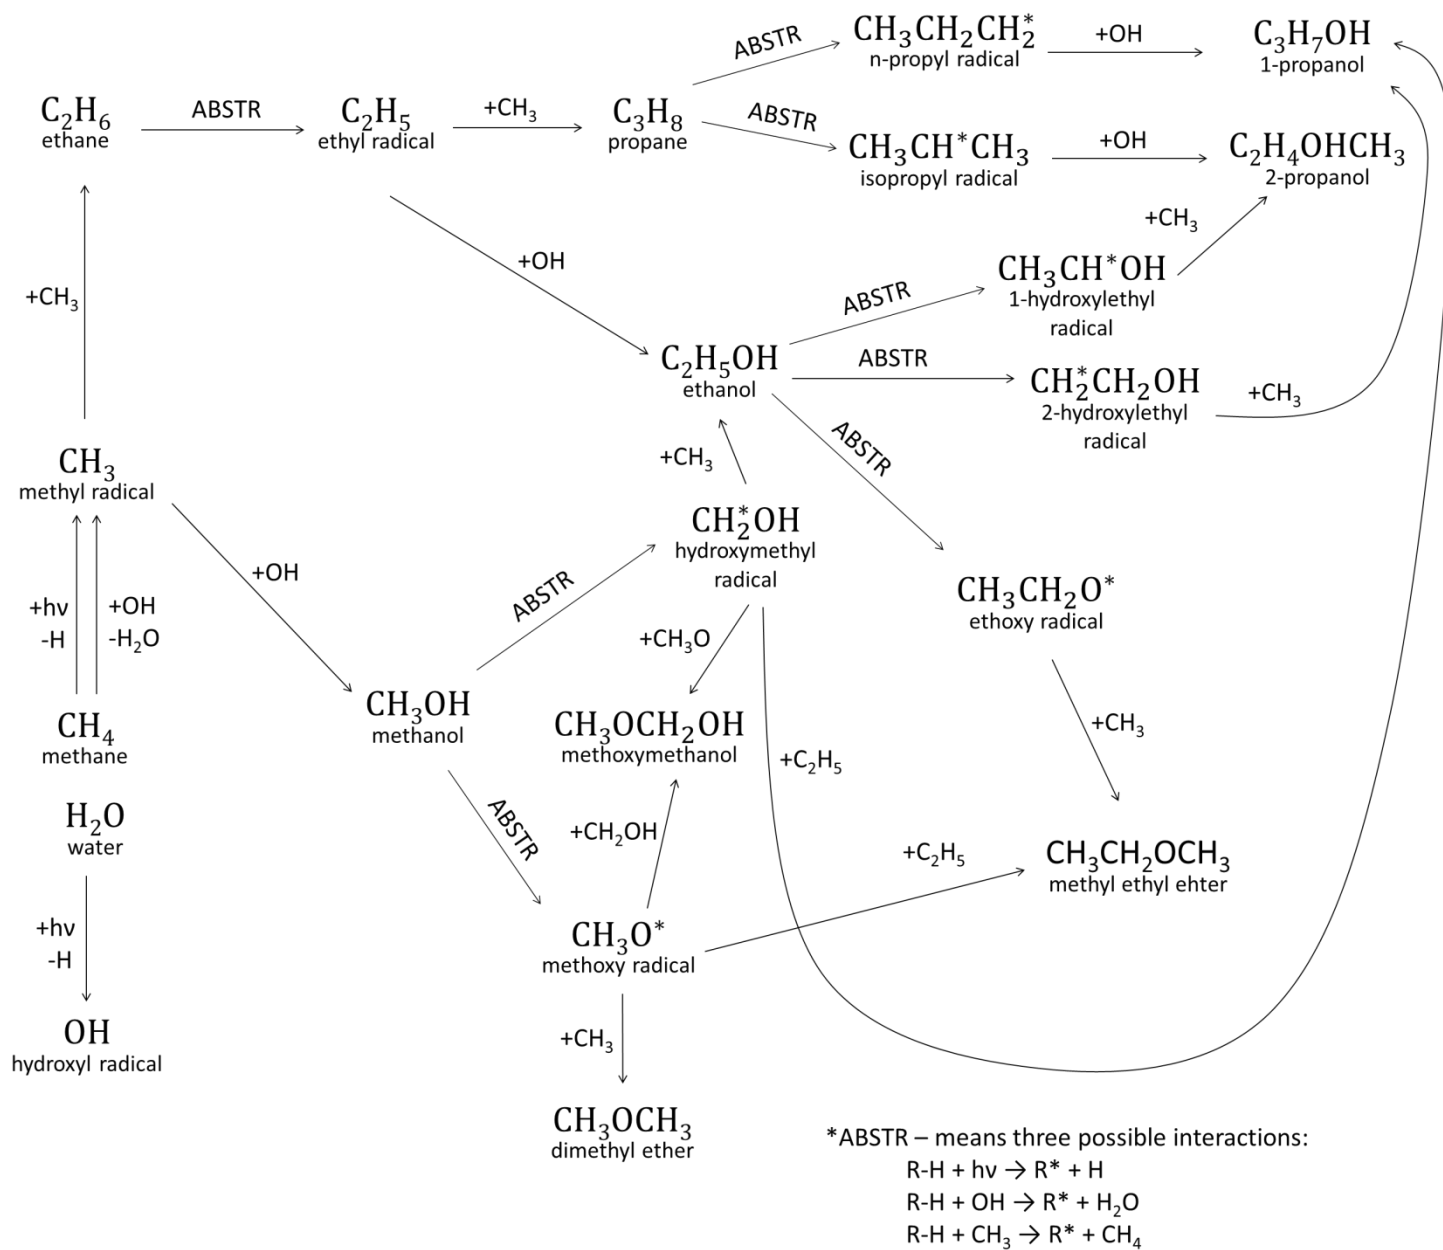 CH₃CH₂CH₂*
n-propyl radical
ABSTR
+OH
C₃H₇OH
1-propanol
C₂H₆
ethane
ABSTR
C₂H₅
ethyl radical
+CH₃
C₃H₈
propane
ABSTR
CH₃CH*CH₃
isopropyl radical
+OH
C₂H₄OHCH₃
2-propanol
+CH₃
+OH
+CH₃
CH₃CH*OH
1-hydroxylethyl
radical
ABSTR
C₂H₅OH
ethanol
ABSTR
CH₂*CH₂OH
2-hydroxylethyl
radical
+CH₃
ABSTR
+CH₃
CH₃
methyl radical
CH₂*OH
hydroxymethyl
radical
+OH
ABSTR
CH₃CH₂O*
ethoxy radical
+hν
-H
+OH
-H₂O
+CH₃O
CH₃OH
methanol
CH₃OCH₂OH
methoxymethanol
+C₂H₅
+CH₃
CH₄
methane
H₂O
water
ABSTR
+CH₂OH
+C₂H₅
CH₃CH₂OCH₃
methyl ethyl ehter
+hν
-H
CH₃O*
methoxy radical
OH
hydroxyl radical
+CH₃
CH₃OCH₃
dimethyl ether
*ABSTR – means three possible interactions:
R-H + hν → R* + H
R-H + OH → R* + H₂O
R-H + CH₃ → R* + CH₄